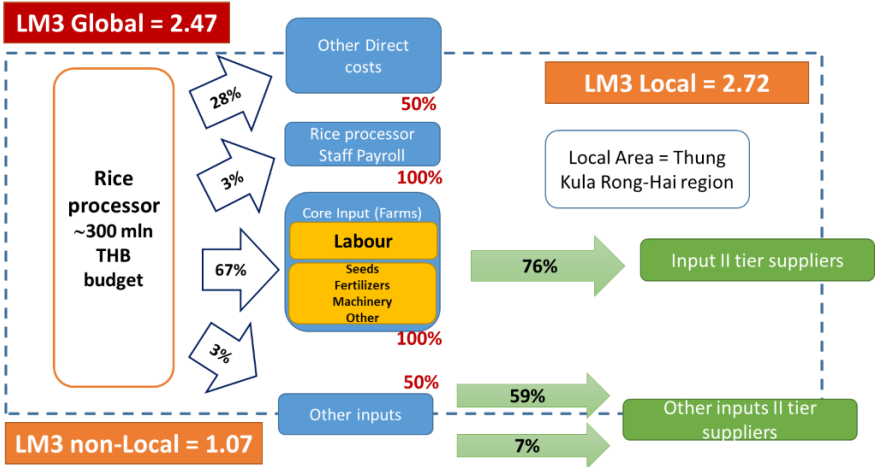 LM3 Global = 2.47
Other Direct
costs
50%
28%
LM3 Local = 2.72
Rice
processor
~300 mln
THB
budget
3%
Rice processor
Staff Payroll
100%
Local Area = Thung
Kula Rong-Hai region
67%
Core Input (Farms)
Labour
Seeds
Fertilizers
Machinery
Other
100%
76%
Input II tier suppliers
3%
50%
Other inputs
59%
7%
Other inputs II tier
suppliers
LM3 non-Local = 1.07